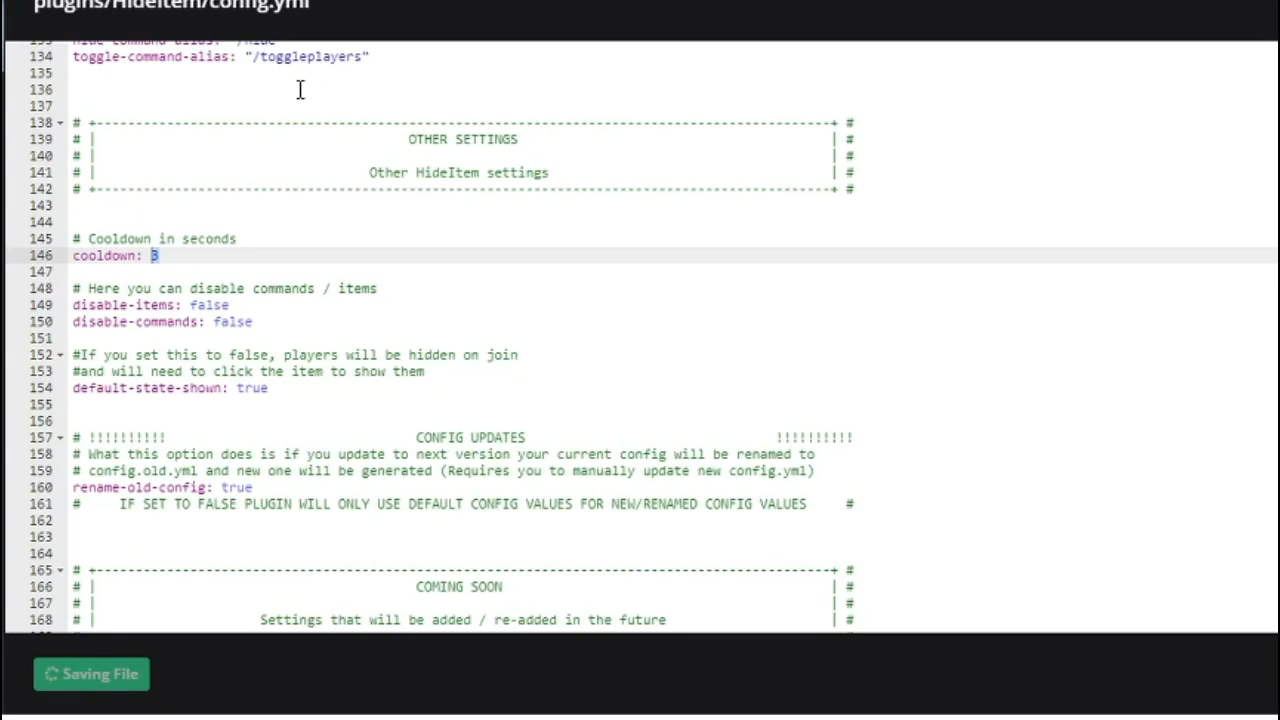 plugins/HideItem/config.yml
134 toggle-command-alias: "/toggleplayers"
135
136
137
138 # +----------------------------------------------------------------------------------------------+ #
139 # | OTHER SETTINGS | #
140 # | | #
141 # | Other HideItem settings | #
142 # +----------------------------------------------------------------------------------------------+ #
143
144
145 # Cooldown in seconds
146 cooldown: 3
147
148 # Here you can disable commands / items
149 disable-items: false
150 disable-commands: false
151
152 #If you set this to false, players will be hidden on join
153 #and will need to click the item to show them
154 default-state-shown: true
155
156
157 # !!!!!!!!!! CONFIG UPDATES !!!!!!!!!!
158 # What this option does is if you update to next version your current config will be renamed to
159 # config.old.yml and new one will be generated (Requires you to manually update new config.yml)
160 rename-old-config: true
161 # IF SET TO FALSE PLUGIN WILL ONLY USE DEFAULT CONFIG VALUES FOR NEW/RENAMED CONFIG VALUES #
162
163
164
165 # +----------------------------------------------------------------------------------------------+ #
166 # | COMING SOON | #
167 # | | #
168 # | Settings that will be added / re-added in the future | #
Saving File